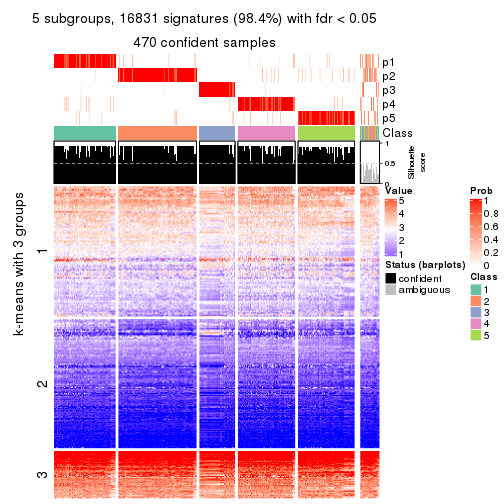 5 subgroups, 16831 signatures (98.4%) with fdr < 0.05
470 confident samples
p1
p2
p3
p4
p5
Class
1
0.5
0
Silhouette
score
k-means with 3 groups
1
2
3
Value
5
4
3
2
1
Status (barplots)
confident
ambiguous
Prob
1
0.8
0.6
0.4
0.2
0
Class
1
2
3
4
5